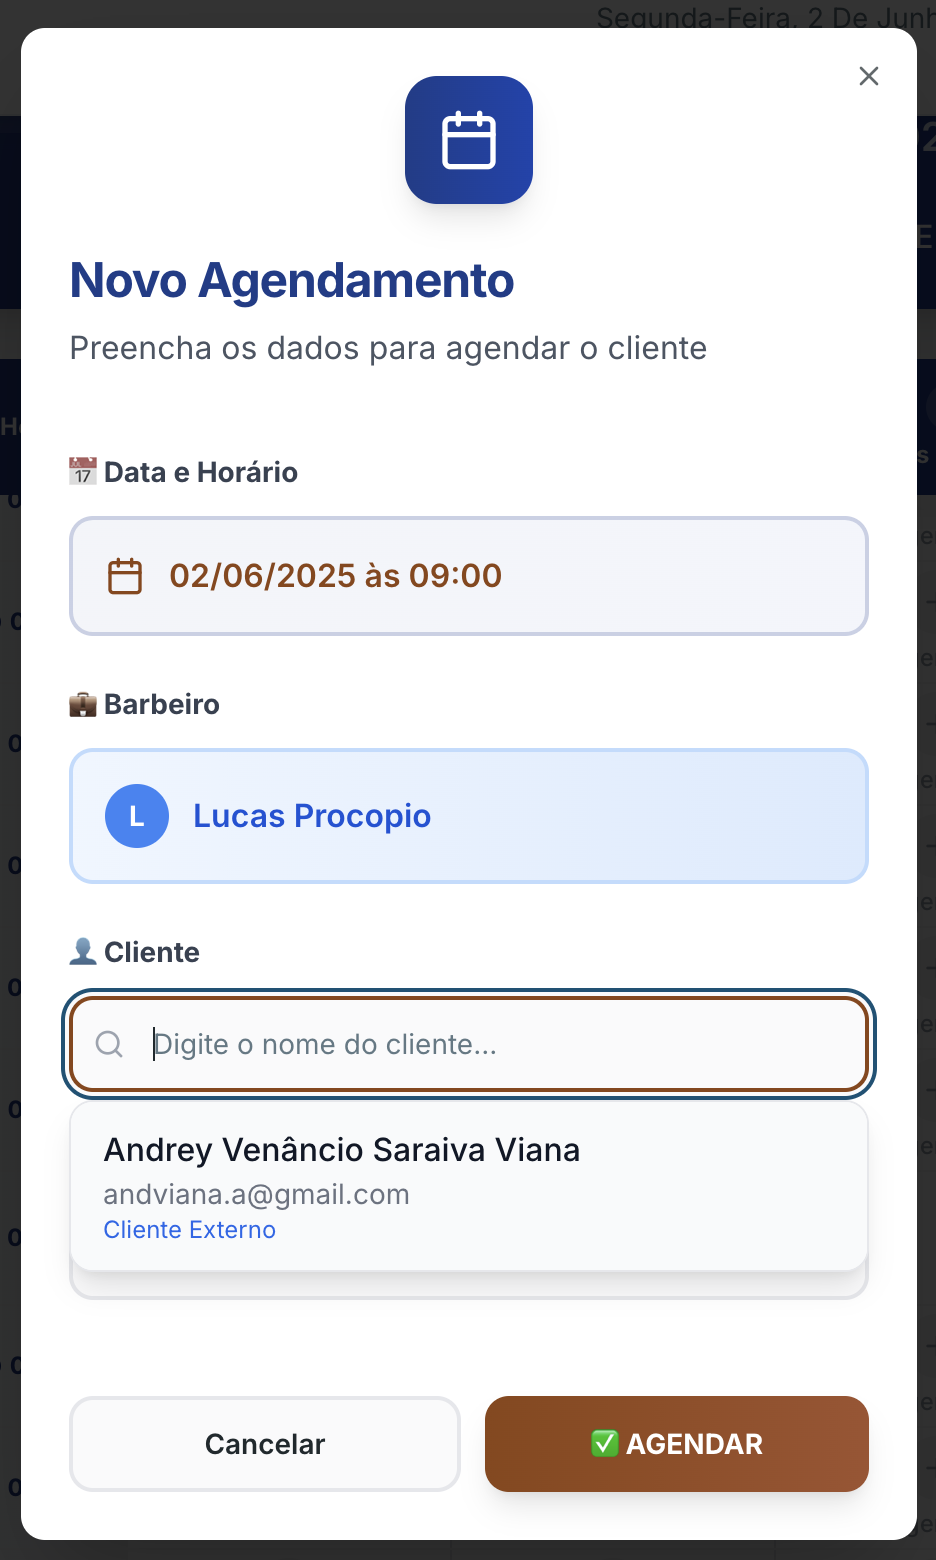 Segunda-Feira, 2 De Junh
Novo Agendamento
Preencha os dados para agendar o cliente
17 Data e Horário
02/06/2025 às 09:00
Barbeiro
L Lucas Procopio
Cliente
Digite o nome do cliente...
Andrey Venâncio Saraiva Viana
andviana.a@gmail.com
Cliente Externo
Cancelar
✅ AGENDAR